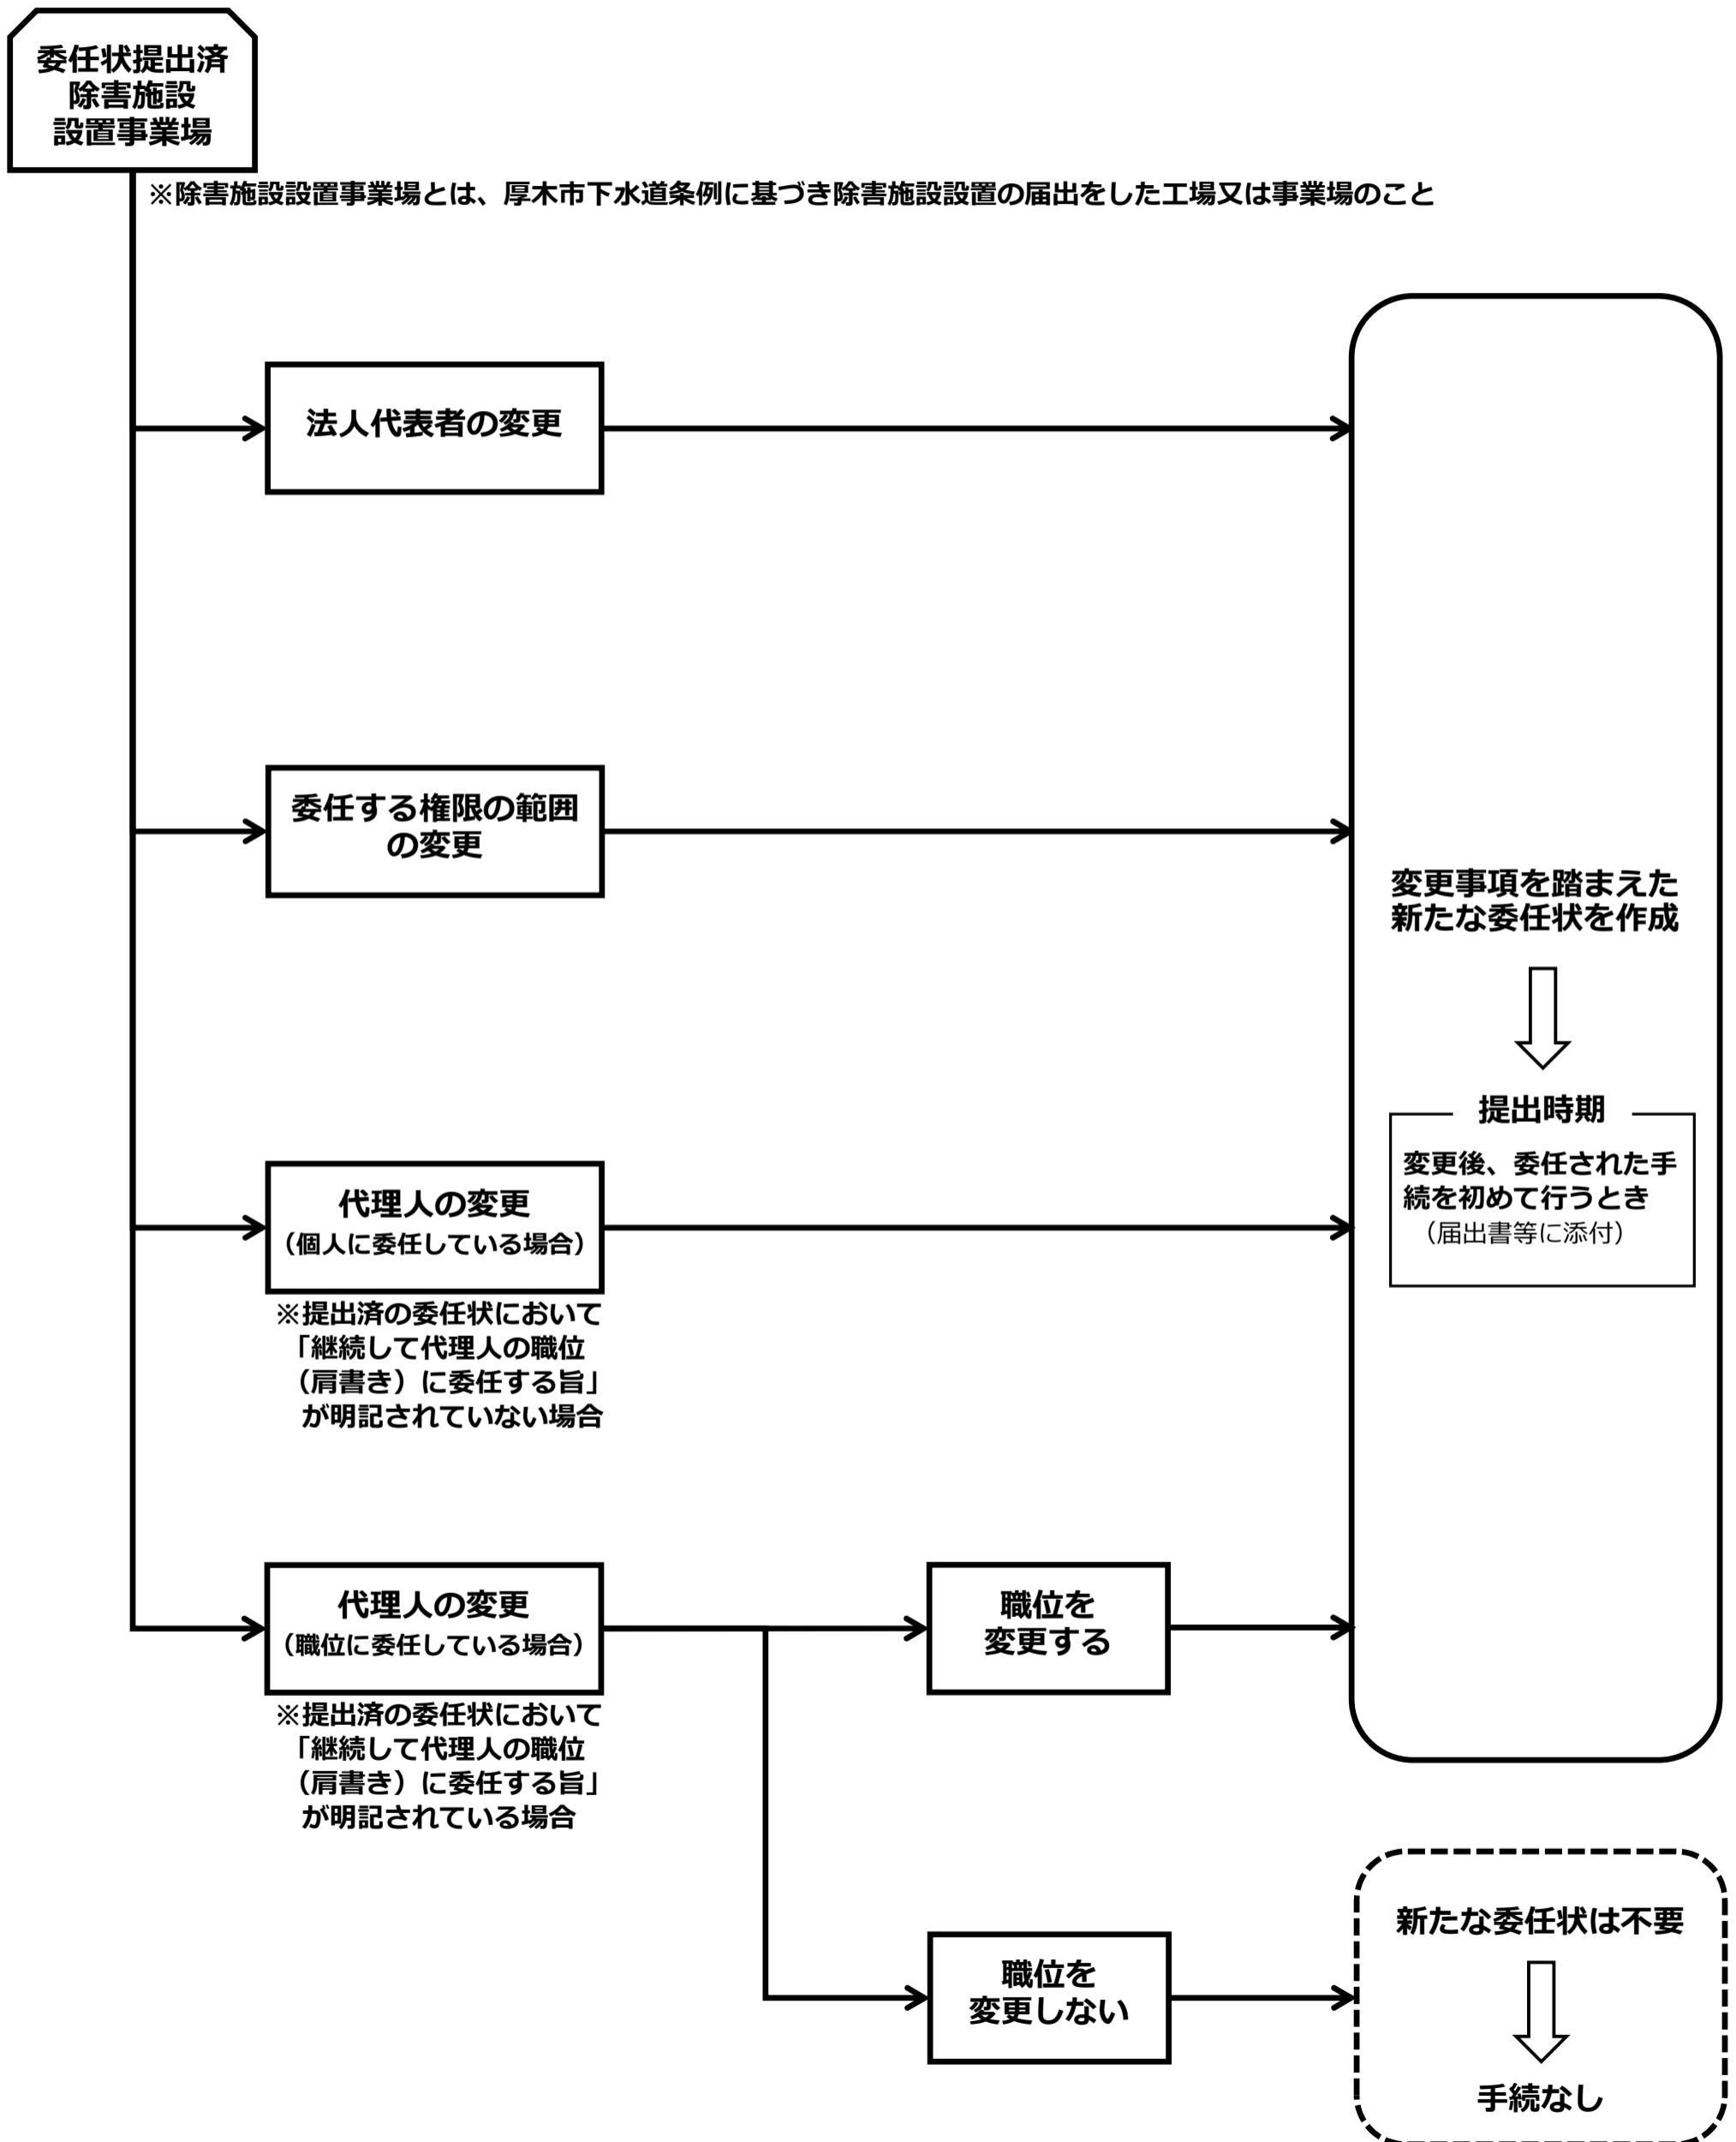 委任状提出済
除害施設
設置事業場
※除害施設設置事業場とは、厚木市下水道条例に基づき除害施設設置の届出をした工場又は事業場のこと
法人代表者の変更
委任する権限の範囲
の変更
代理人の変更
（個人に委任している場合）
※提出済の委任状において
「継続して代理人の職位
（肩書き）に委任する旨」
が明記されていない場合
代理人の変更
（職位に委任している場合）
※提出済の委任状において
「継続して代理人の職位
（肩書き）に委任する旨」
が明記されている場合
職位を
変更する
職位を
変更しない
変更事項を踏まえた
新たな委任状を作成
提出時期
変更後、委任された手
続を初めて行うとき
（届出書等に添付）
新たな委任状は不要
手続なし